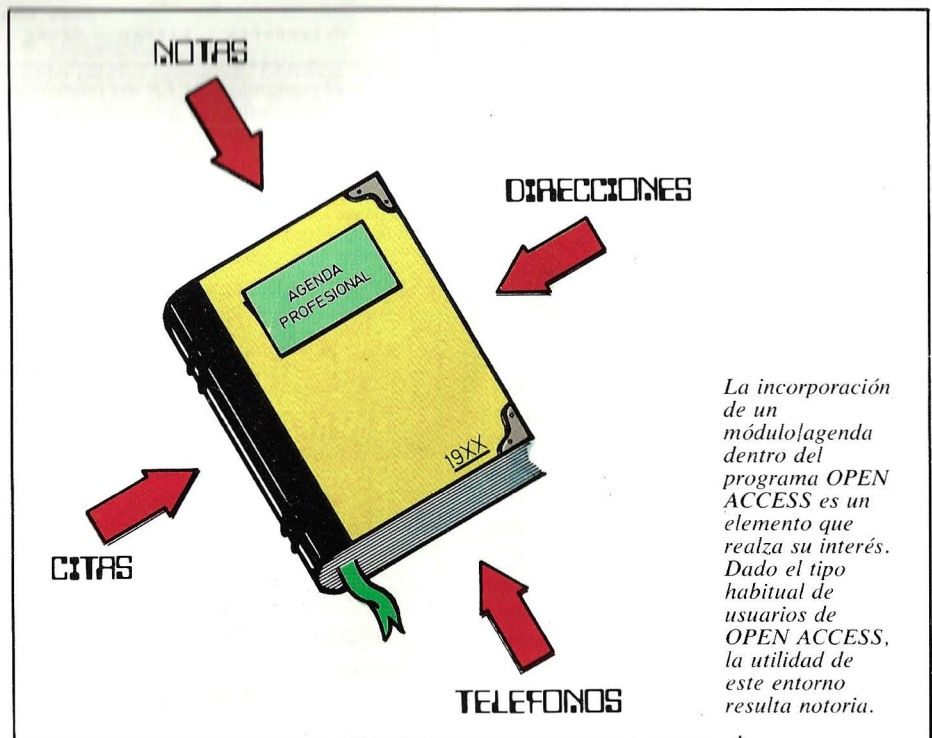 NOTAS
DIRECCIONES
AGENDA
PROFESIONAL
19XX
CITAS
TELEFONOS
La incorporación
de un
módulo/agenda
dentro del
programa OPEN
ACCESS es un
elemento que
realza su interés.
Dado el tipo
habitual de
usuarios de
OPEN ACCESS,
la utilidad de
este entorno
resulta notoria.